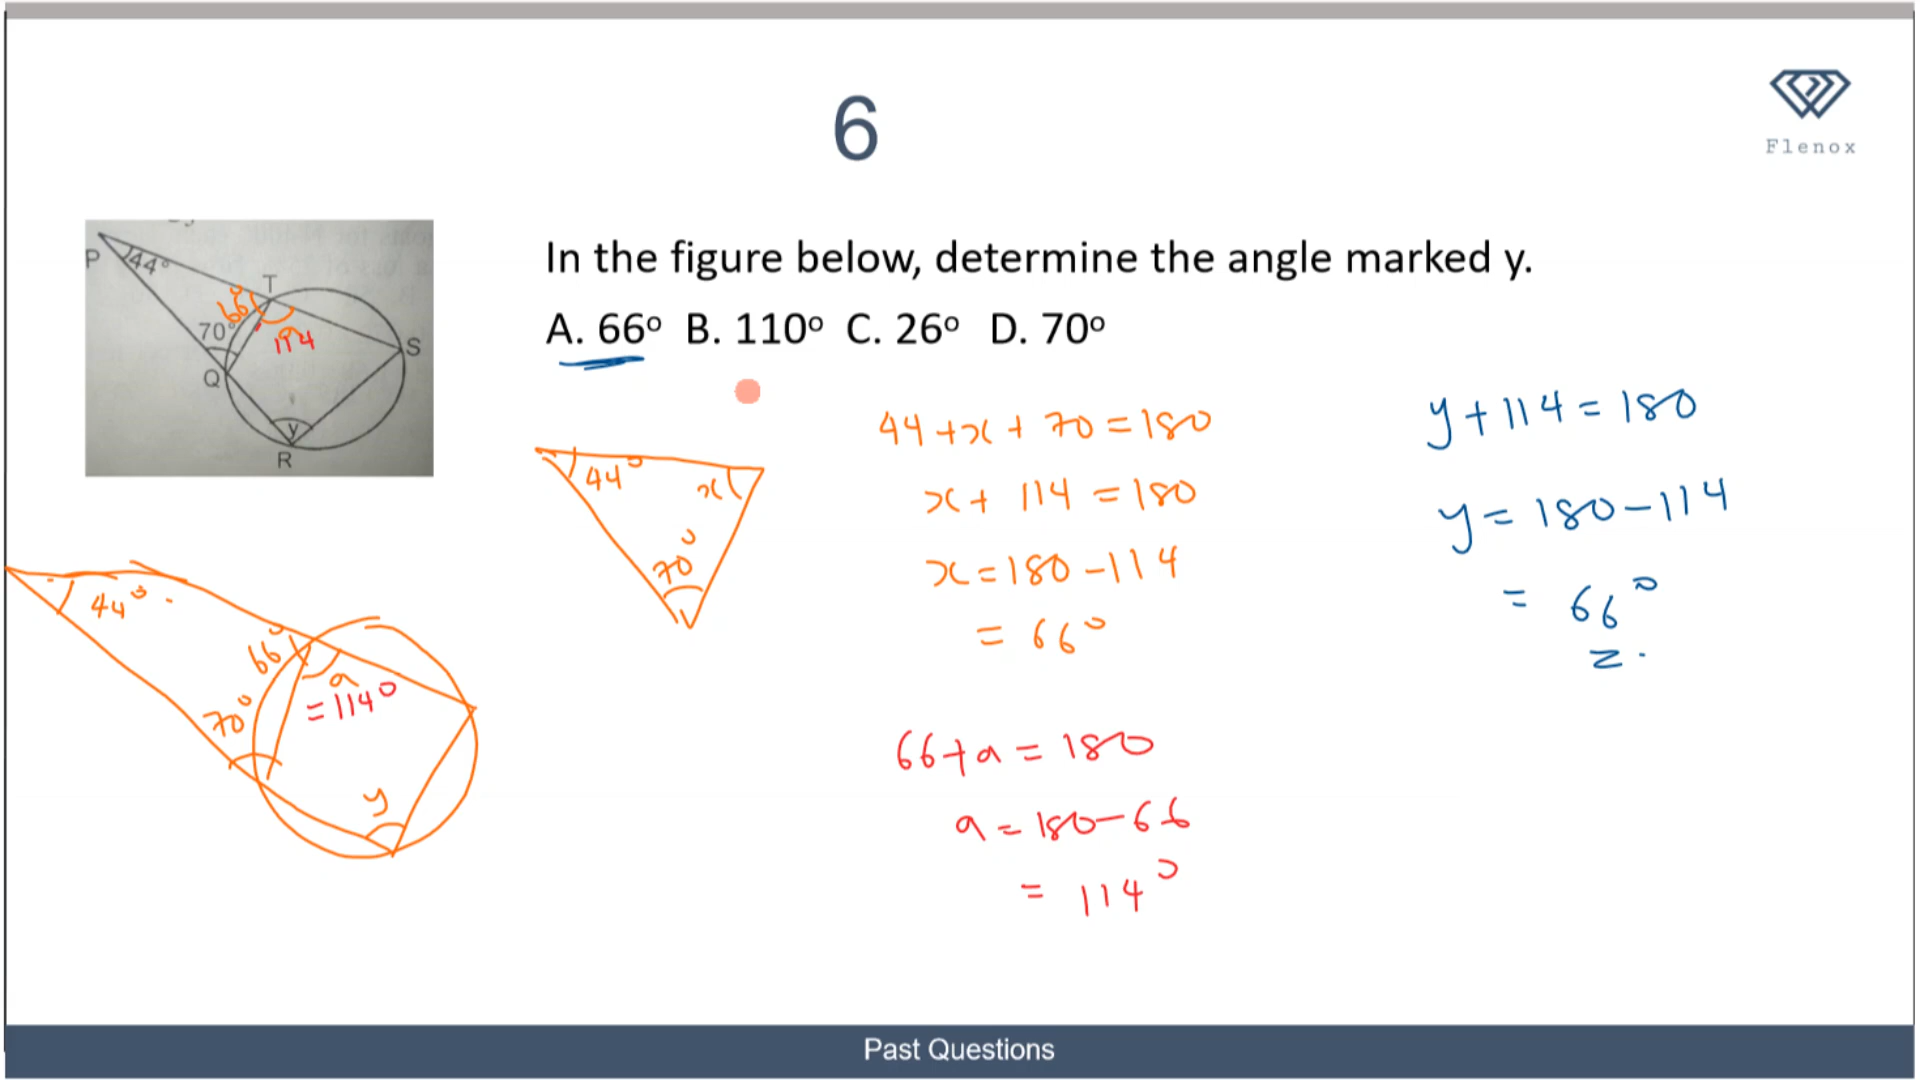 6
Flenox
In the figure below, determine the angle marked y.
A. 66° B. 110° C. 26° D. 70°
P
44°
T
66°
70°
114
S
Q
y
R
44°
x
70°
44 + x + 70 = 180
x + 114 = 180
x = 180 - 114
= 66°
y + 114 = 180
y = 180 - 114
= 66°
44°
66°
a
= 114°
70°
y
66 + a = 180
a = 180 - 66
= 114°
Past Questions